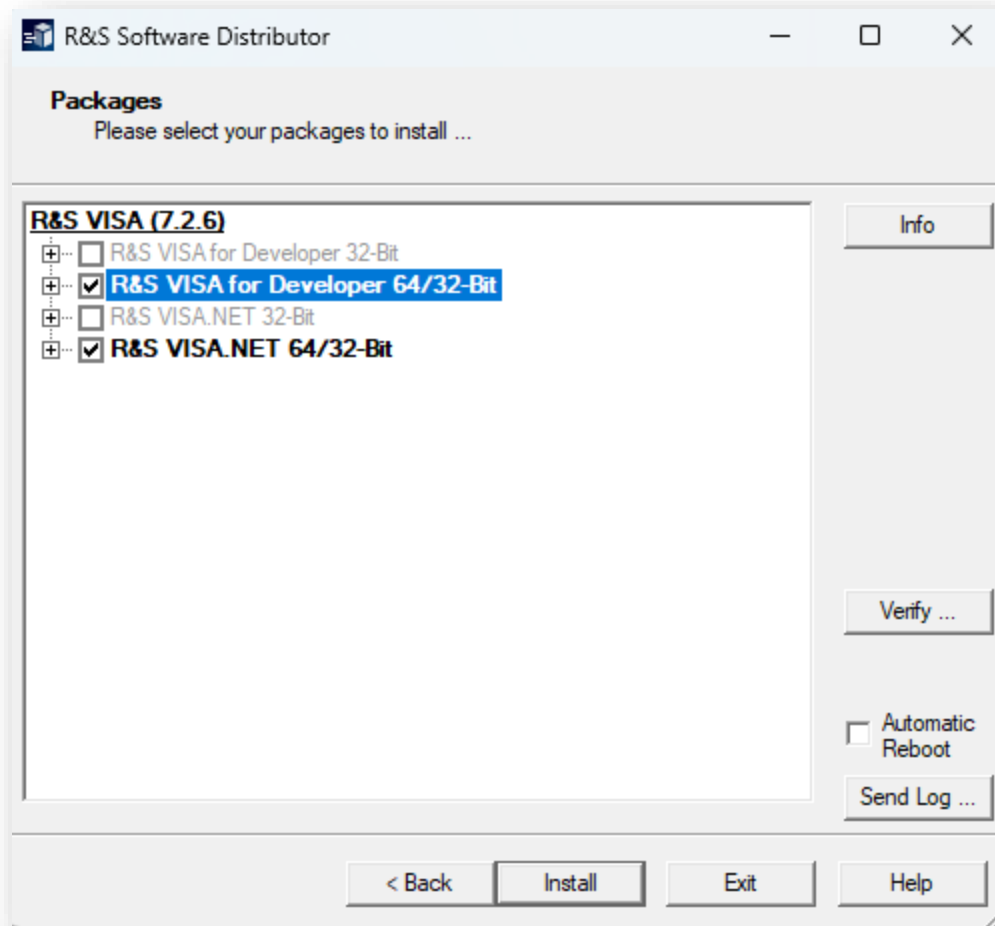 R&S Software Distributor
Packages
Please select your packages to install ...
R&S VISA (7.2.6)
R&S VISA for Developer 32-Bit
R&S VISA for Developer 64/32-Bit
R&S VISA.NET 32-Bit
R&S VISA.NET 64/32-Bit
Info
Verify ...
Automatic
Reboot
Send Log ...
< Back
Install
Exit
Help